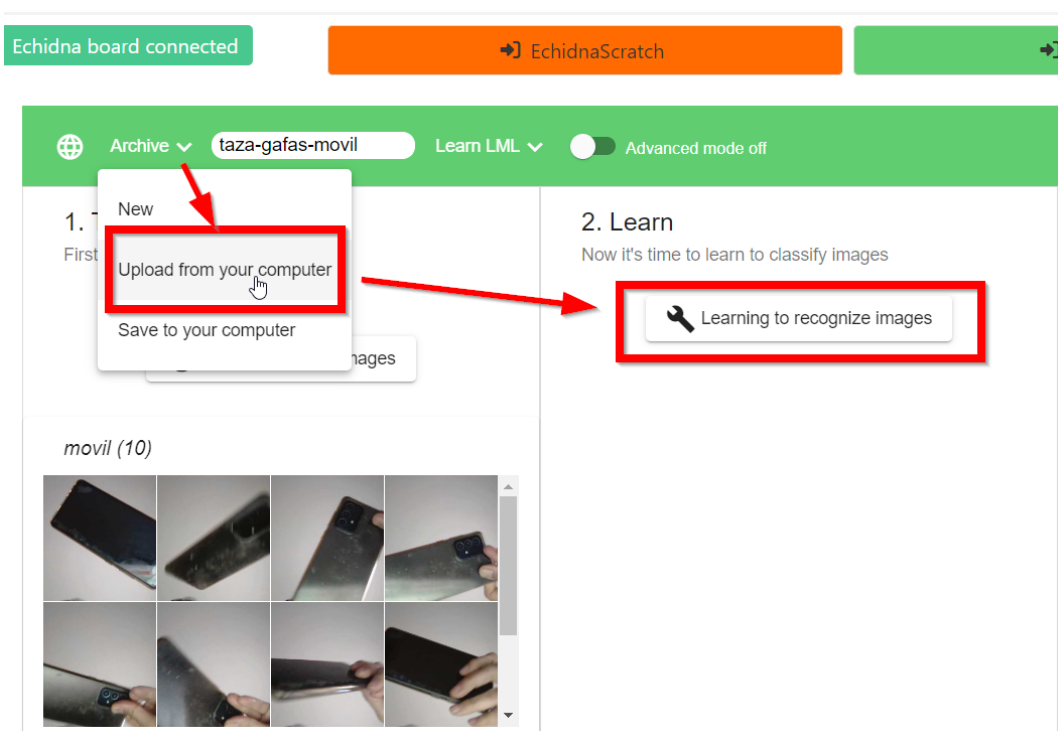 Echidna board connected
EchidnaScratch
Archive
taza-gafas-movil
Learn LML
Advanced mode off
New
Upload from your computer
Save to your computer
1. T
First
2. Learn
Now it's time to learn to classify images
Learning to recognize images
mages
movil (10)